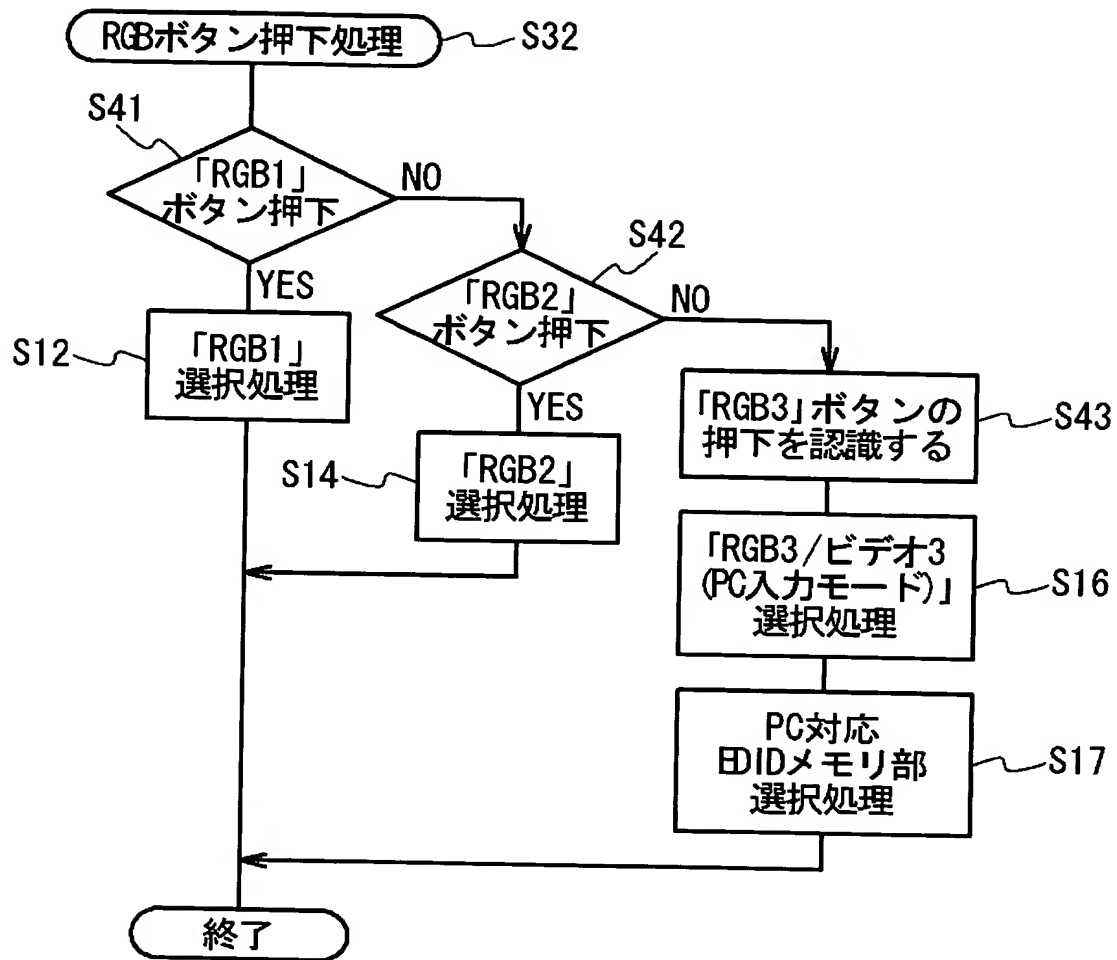 RGBボタン押下処理
S32
S41
「RGB1」
ボタン押下
NO
YES
S42
「RGB2」
ボタン押下
NO
YES
S12
「RGB1」
選択処理
S14
「RGB2」
選択処理
「RGB3」ボタンの
押下を認識する
S43
「RGB3/ビデオ3
(PC入力モード)」
選択処理
S16
PC対応
EDIDメモリ部
選択処理
S17
終了